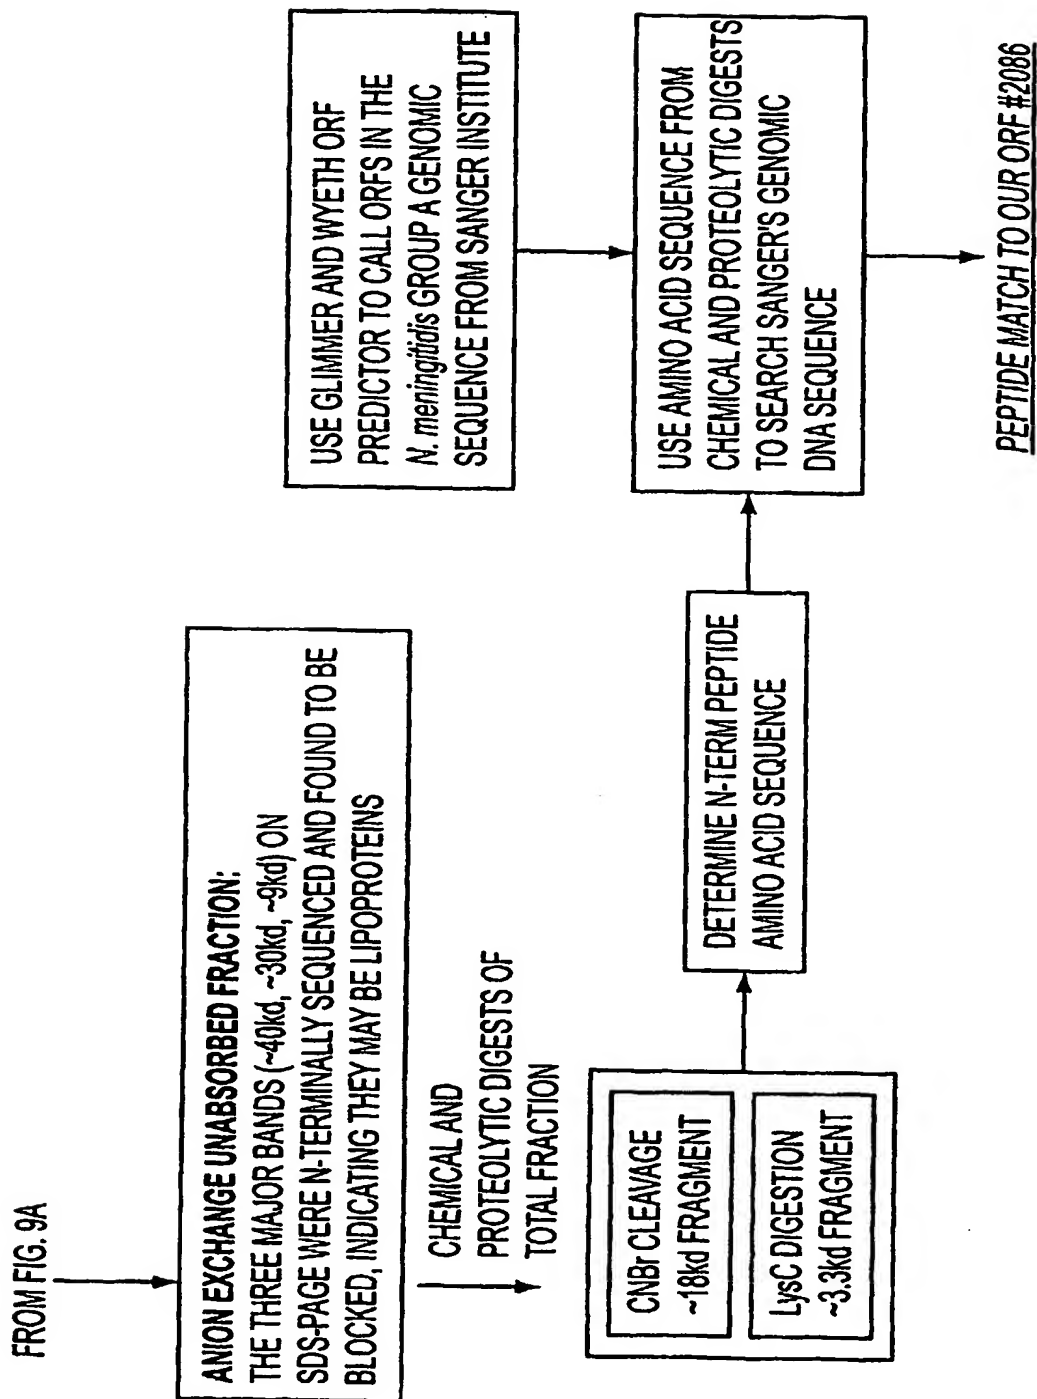 FROM FIG. 9A
ANION EXCHANGE UNABSORBED FRACTION:
THE THREE MAJOR BANDS (~40kd, ~30kd, ~9kd) ON
SDS-PAGE WERE N-TERMINALLY SEQUENCED AND FOUND TO BE
BLOCKED, INDICATING THEY MAY BE LIPOPROTEINS
CHEMICAL AND
PROTEOLYTIC DIGESTS OF
TOTAL FRACTION
CNBr CLEAVAGE
~18kd FRAGMENT
LysC DIGESTION
~3.3kd FRAGMENT
DETERMINE N-TERM PEPTIDE
AMINO ACID SEQUENCE
USE GLIMMER AND WYETH ORF
PREDICTOR TO CALL ORFS IN THE
N. meningitidis GROUP A GENOMIC
SEQUENCE FROM SANGER INSTITUTE
USE AMINO ACID SEQUENCE FROM
CHEMICAL AND PROTEOLYTIC DIGESTS
TO SEARCH SANGER'S GENOMIC
DNA SEQUENCE
PEPTIDE MATCH TO OUR ORF #2086